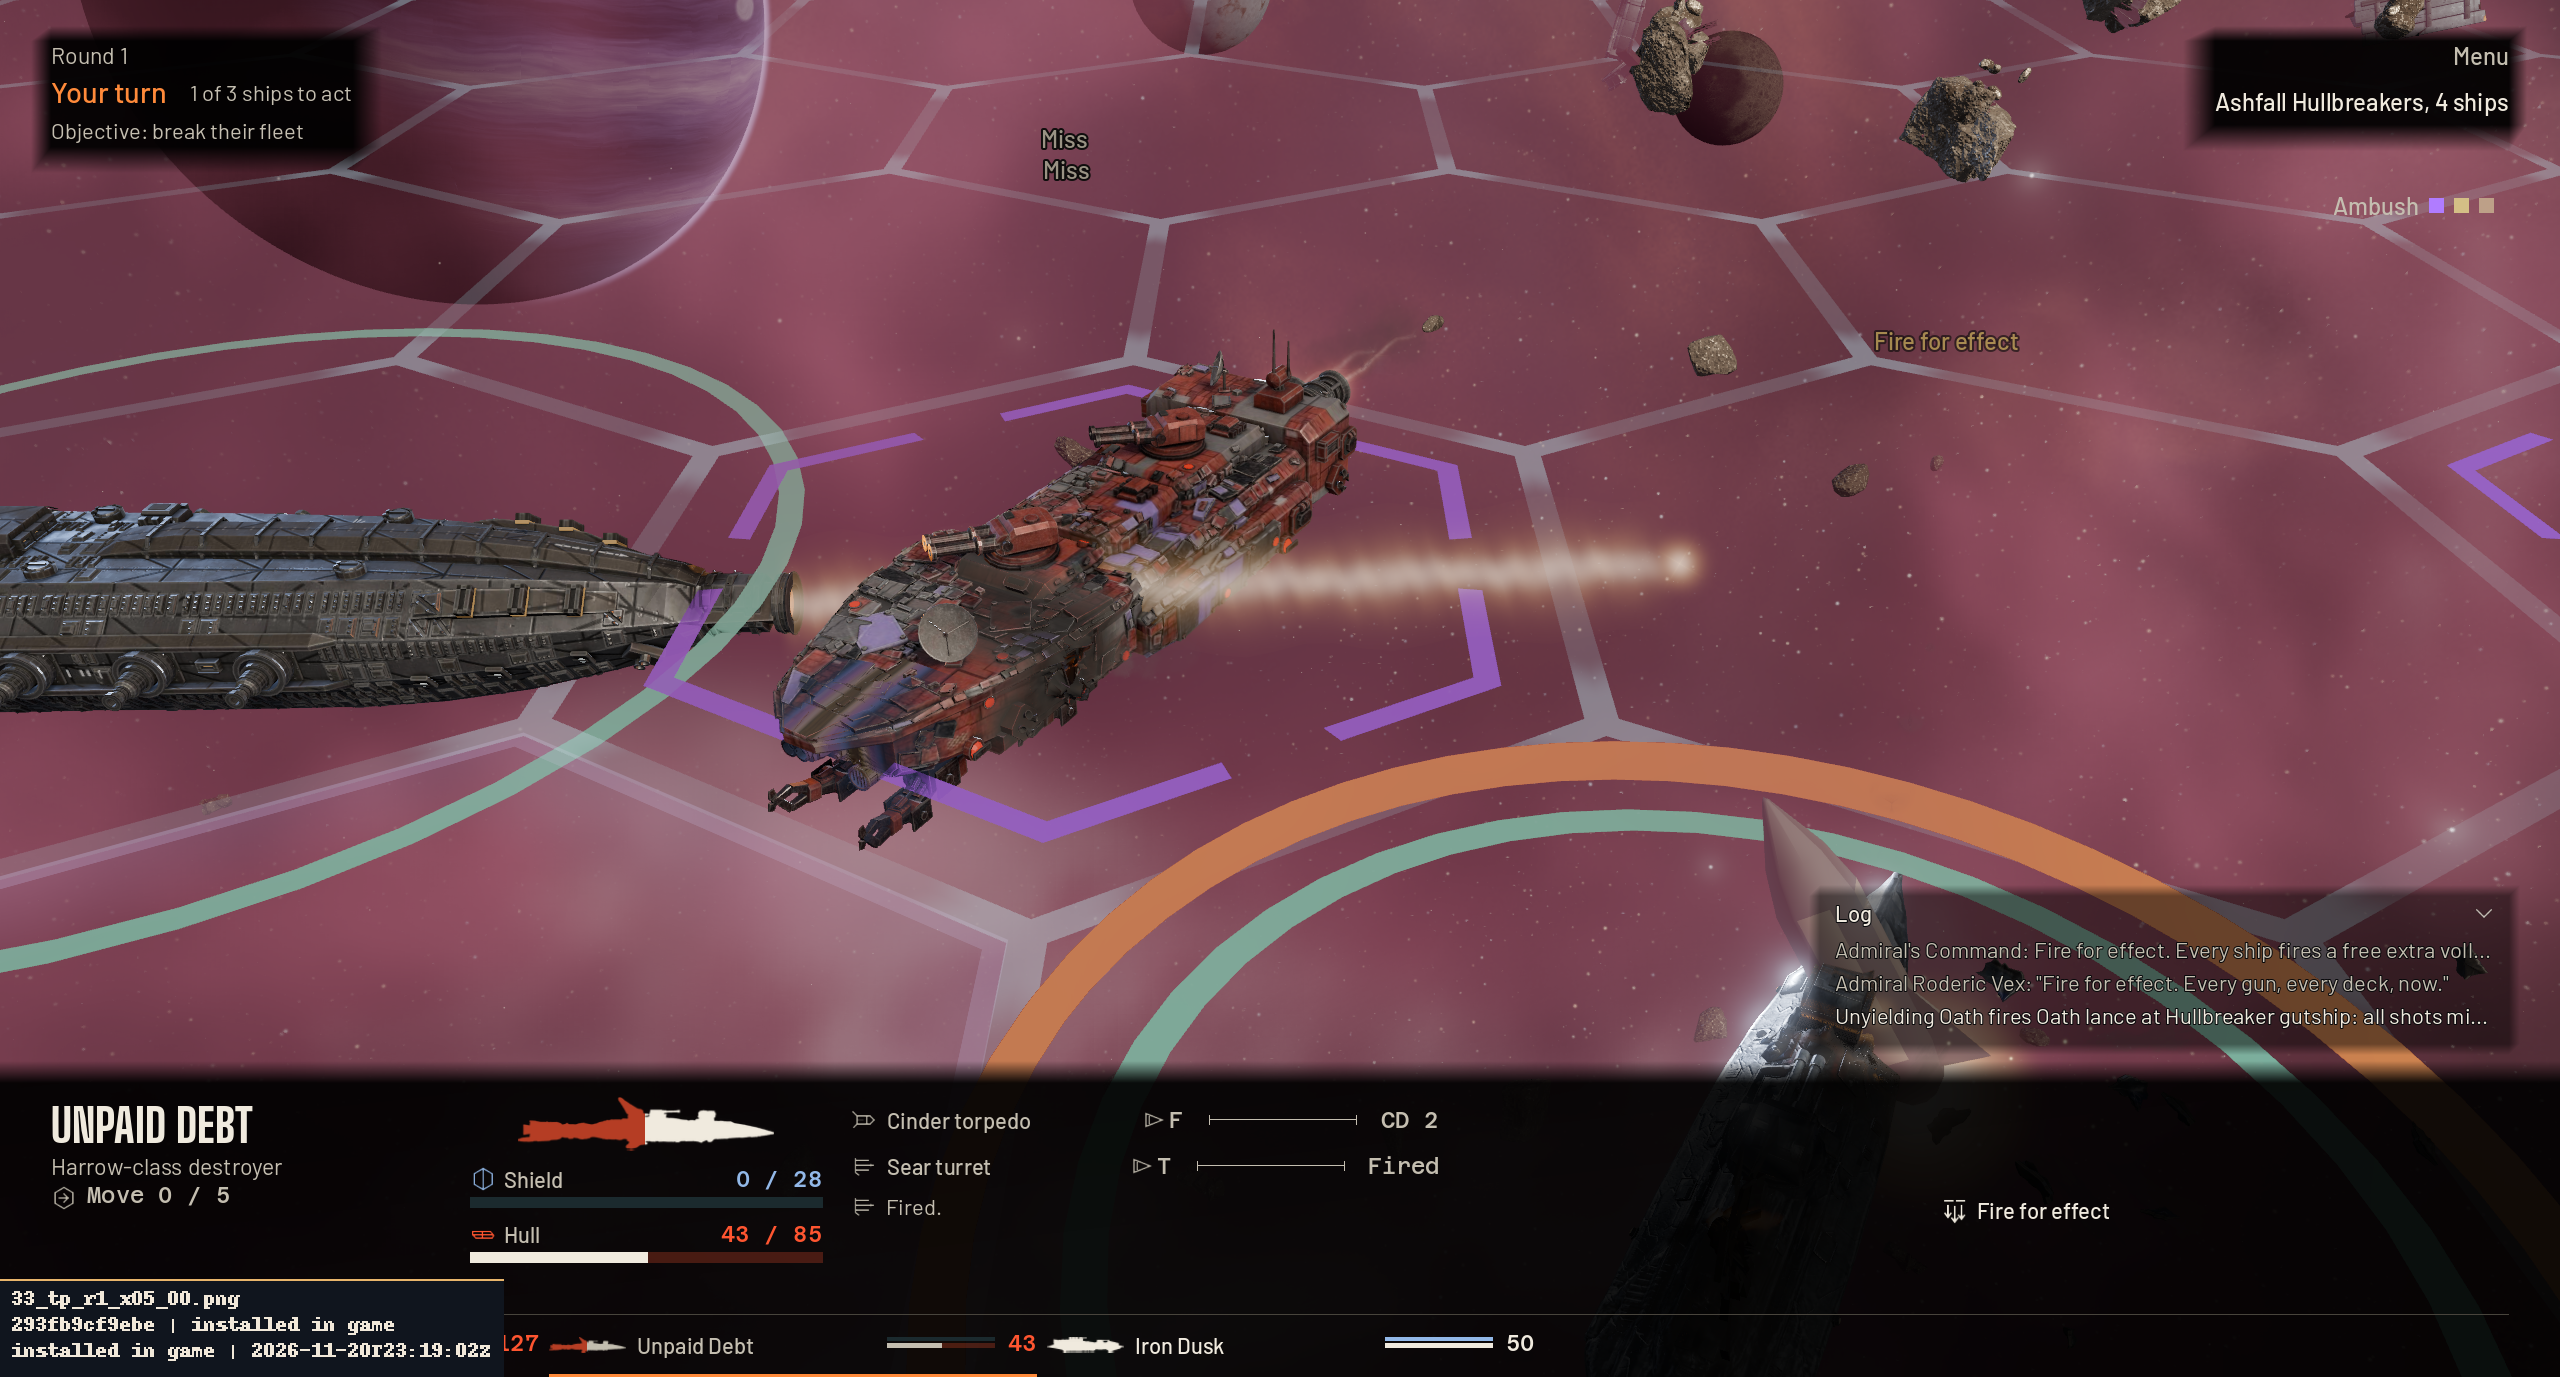 Round 1
Your turn 1 of 3 ships to act
Objective: break their fleet
Menu
Ashfall Hullbreakers, 4 ships
Ambush
Miss
Miss
Fire for effect
Log
Admiral's Command: Fire for effect. Every ship fires a free extra voll...
Admiral Roderic Vex: "Fire for effect. Every gun, every deck, now."
Unyielding Oath fires Oath lance at Hullbreaker gutship: all shots mi...
UNPAID DEBT
Harrow-class destroyer
Move 0 / 5
Shield 0 / 28
Hull 43 / 85
Cinder torpedo F CD 2
Sear turret T Fired
Fired.
Fire for effect
33_tp_r1_x05_00.png
293fb9cf9ebe | installed in game
installed in game | 2026-11-20T23:19:02Z
127 Unpaid Debt 43 Iron Dusk 50